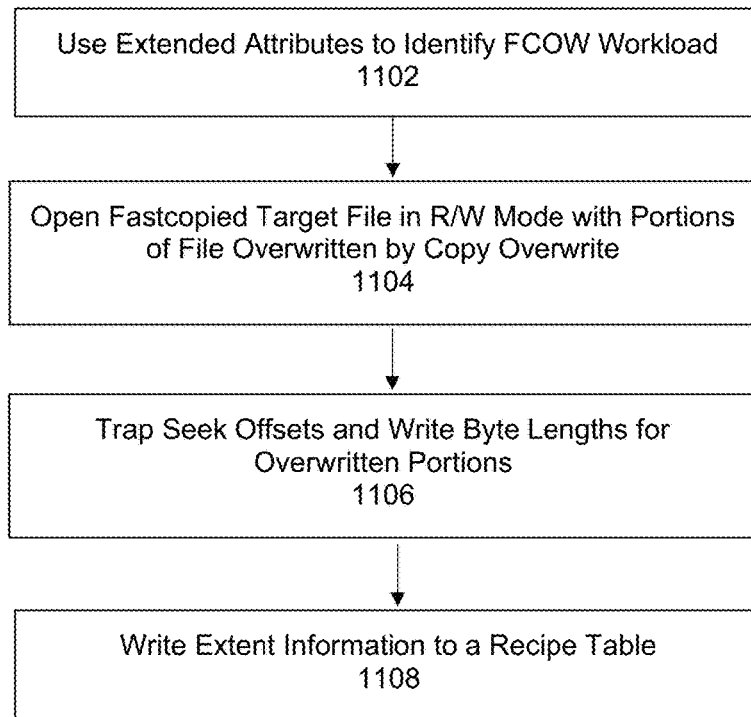 Use Extended Attributes to Identify FCOW Workload
1102
Open Fastcopied Target File in R/W Mode with Portions
of File Overwritten by Copy Overwrite
1104
Trap Seek Offsets and Write Byte Lengths for
Overwritten Portions
1106
Write Extent Information to a Recipe Table
1108